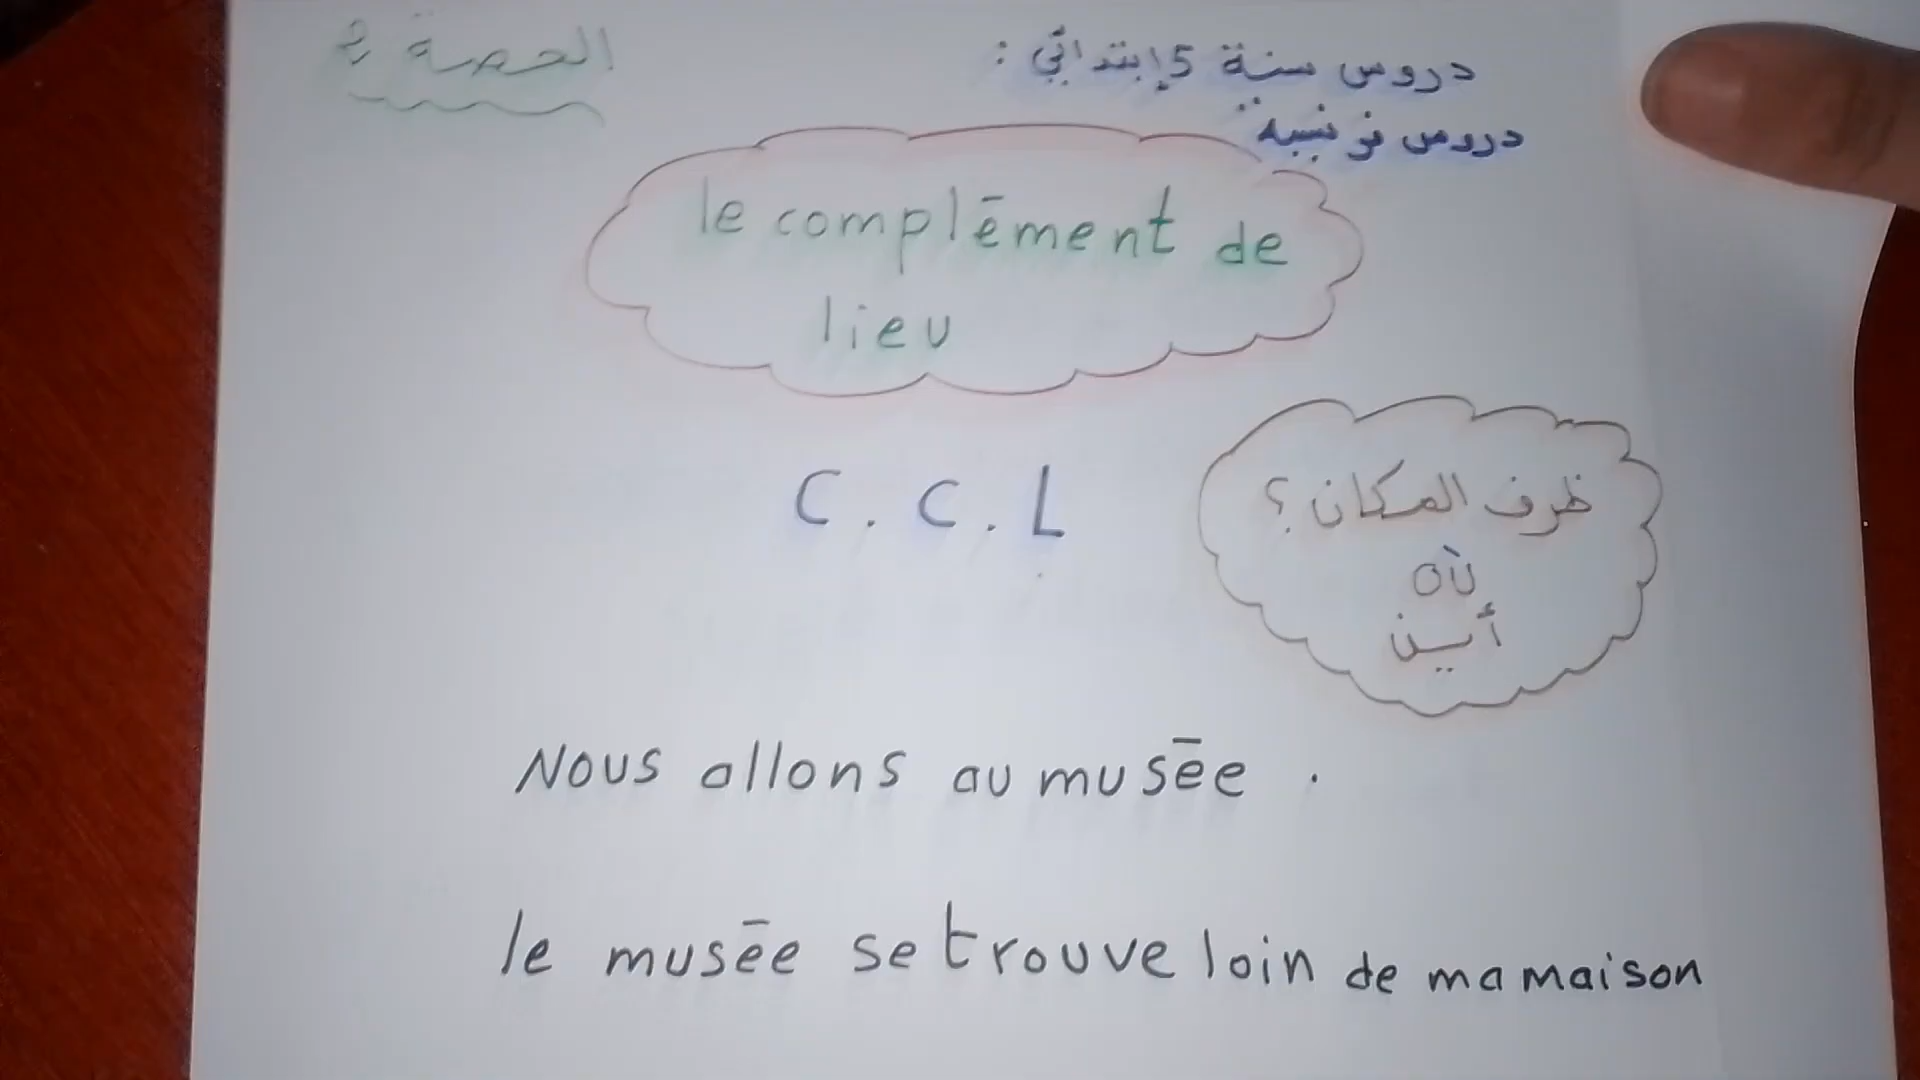 دروس سنة 5 إبتدائي :
الحصة 2
دروس فرنسية
le complément de
lieu
C . C . L
ظرف المكان ؟
où
أين
Nous allons au musée .
le musée se trouve loin de ma maison